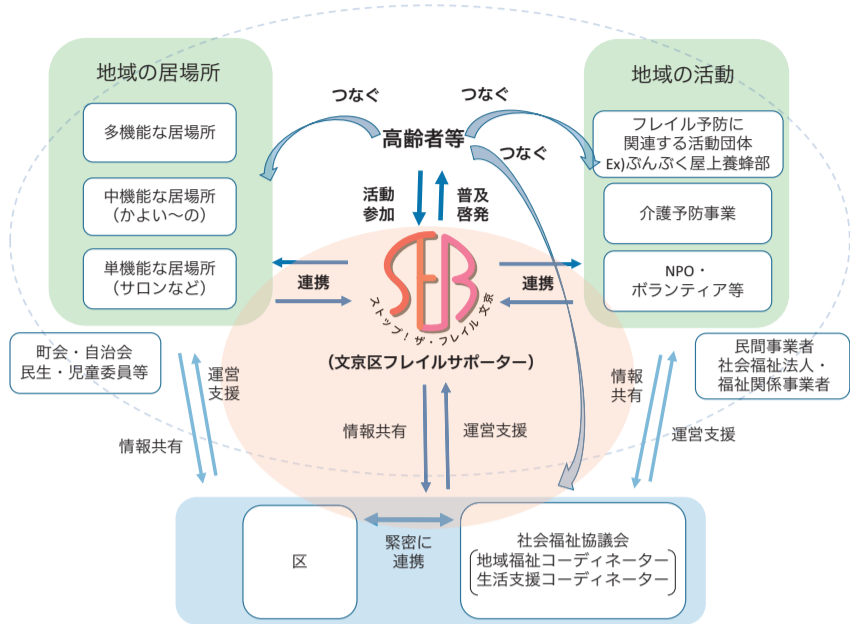 地域の居場所
多機能な居場所
中機能な居場所
（かよい～の）
単機能な居場所
（サロンなど）
つなぐ
つなぐ
高齢者等
つなぐ
地域の活動
フレイル予防に
関連する活動団体
Ex)ぶんぶく屋上養蜂部
介護予防事業
NPO・
ボランティア等
活動
参加
普及
啓発
連携
SFB
ストップ！ザ・フレイル 文京
連携
（文京区フレイルサポーター）
町会・自治会
民生・児童委員等
運営
支援
情報共有
情報共有
運営支援
情報
共有
運営支援
民間事業者
社会福祉法人・
福祉関係事業者
区
緊密に
連携
社会福祉協議会
地域福祉コーディネーター
生活支援コーディネーター